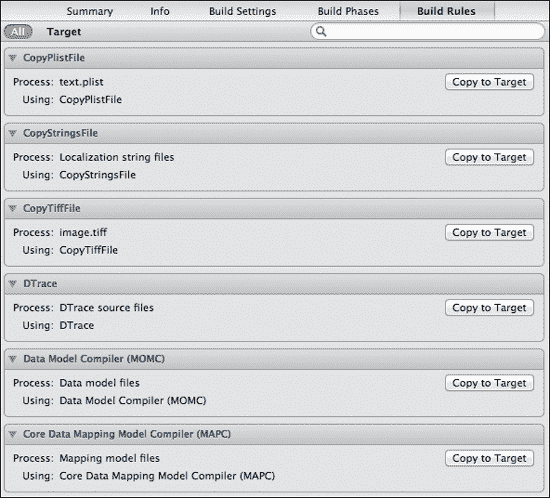 Summary Info Build Settings Build Phases Build Rules
All Target
CopyPlistFile
Process: text.plist Copy to Target
Using: CopyPlistFile
CopyStringsFile
Process: Localization string files Copy to Target
Using: CopyStringsFile
CopyTiffFile
Process: image.tiff Copy to Target
Using: CopyTiffFile
DTrace
Process: DTrace source files Copy to Target
Using: DTrace
Data Model Compiler (MOMC)
Process: Data model files Copy to Target
Using: Data Model Compiler (MOMC)
Core Data Mapping Model Compiler (MAPC)
Process: Mapping model files Copy to Target
Using: Core Data Mapping Model Compiler (MAPC)